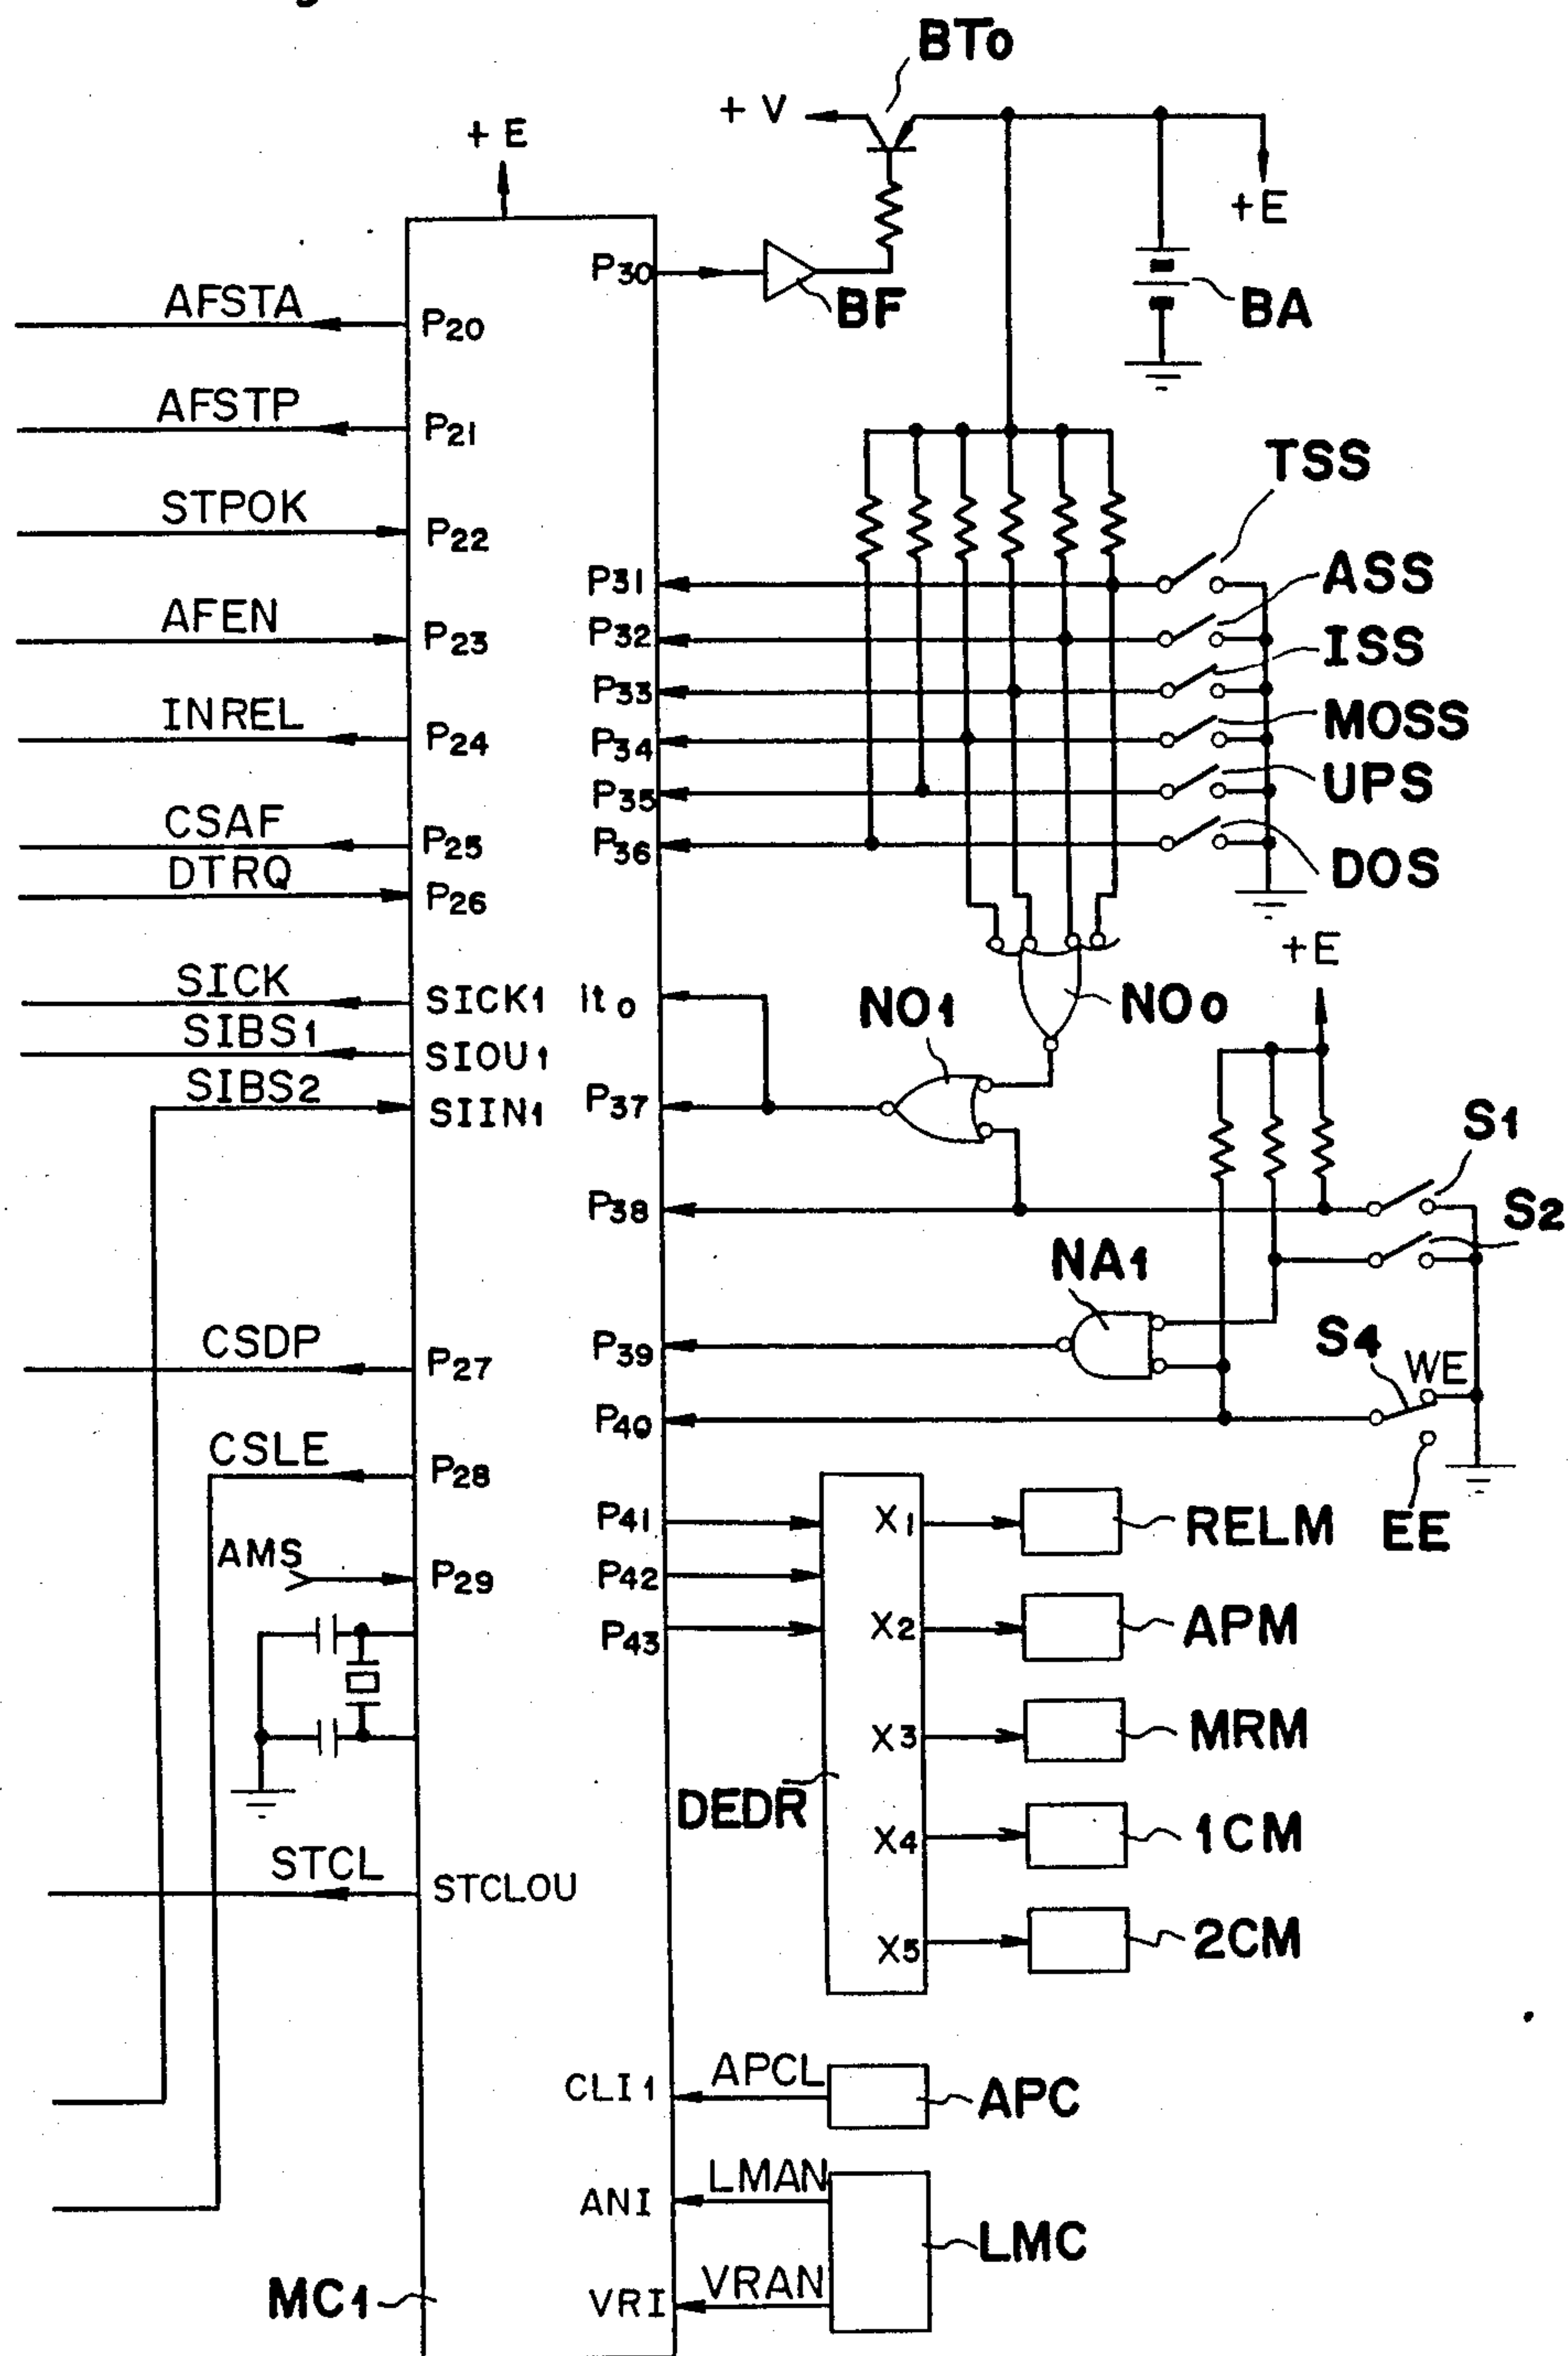 BTo
+ V
+ E
+E
P30
BF
BA
AFSTA
P20
AFSTP
P21
TSS
STPOK
P22
P31
ASS
AFEN
P23
P32
ISS
P33
INREL
P24
P34
MOSS
P35
UPS
CSAF
P25
P36
DOS
DTRQ
P26
+E
SICK
SICK1
Ito
NO1
NOo
SIBS1
SIOU1
SIBS2
SIIN1
P37
S1
P38
S2
NA1
CSDP
P27
P39
S4
WE
P40
CSLE
P28
P41
X1
RELM
EE
AMS
P29
P42
P43
X2
APM
X3
MRM
DEDR
X4
1CM
STCL
STCLOU
X5
2CM
CLI1
APCL
APC
ANI
LMAN
LMC
MC1
VRI
VRAN